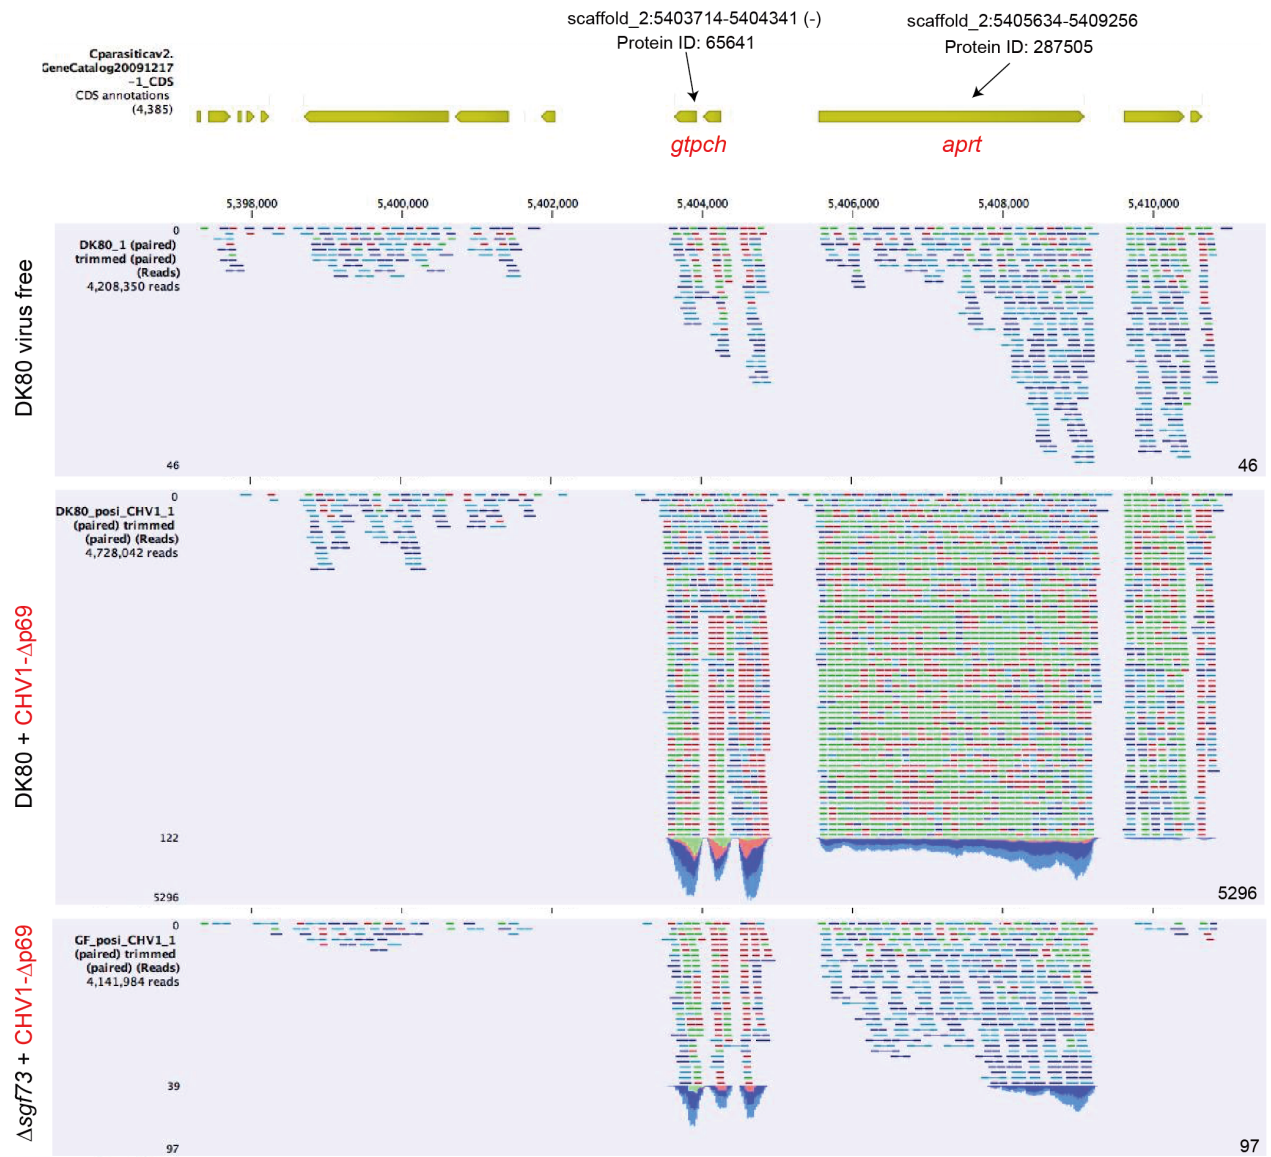 scaffold_2:5403714-5404341 (-)
Protein ID: 65641
scaffold_2:5405634-5409256
Protein ID: 287505
Cparasiticav2.
GeneCatalog20091217
-1_CDS
CDS annotations
(4,385)
gtpch
aprt
5,398,000
5,400,000
5,402,000
5,404,000
5,406,000
5,408,000
5,410,000
DK80 virus free
0
DK80_1 (paired)
trimmed (paired)
(Reads)
4,208,350 reads
46
46
DK80 + CHV1-Δp69
0
DK80_posi_CHV1_1
(paired) trimmed
(paired) (Reads)
4,728,042 reads
122
5296
5296
Δsgf73 + CHV1-Δp69
0
GF_posi_CHV1_1
(paired) trimmed
(paired) (Reads)
4,141,984 reads
39
97
97